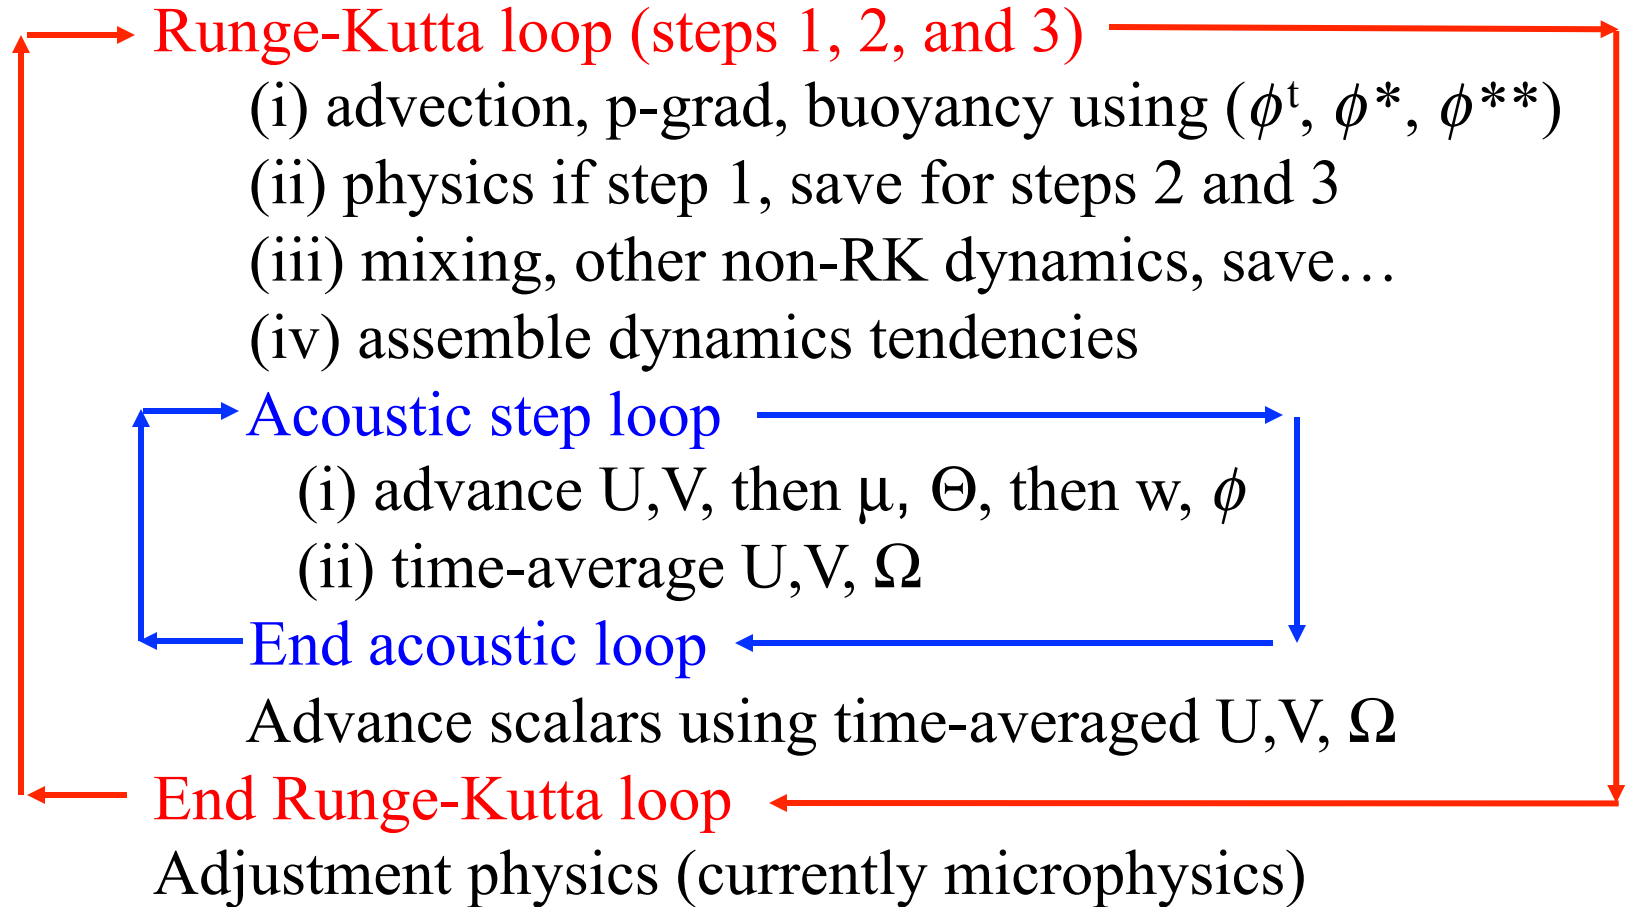 Runge-Kutta loop (steps 1, 2, and 3)
(i) advection, p-grad, buoyancy using (ϕᵗ, ϕ*, ϕ**)
(ii) physics if step 1, save for steps 2 and 3
(iii) mixing, other non-RK dynamics, save…
(iv) assemble dynamics tendencies
Acoustic step loop
(i) advance U,V, then μ, Θ, then w, ϕ
(ii) time-average U,V, Ω
End acoustic loop
Advance scalars using time-averaged U,V, Ω
End Runge-Kutta loop
Adjustment physics (currently microphysics)